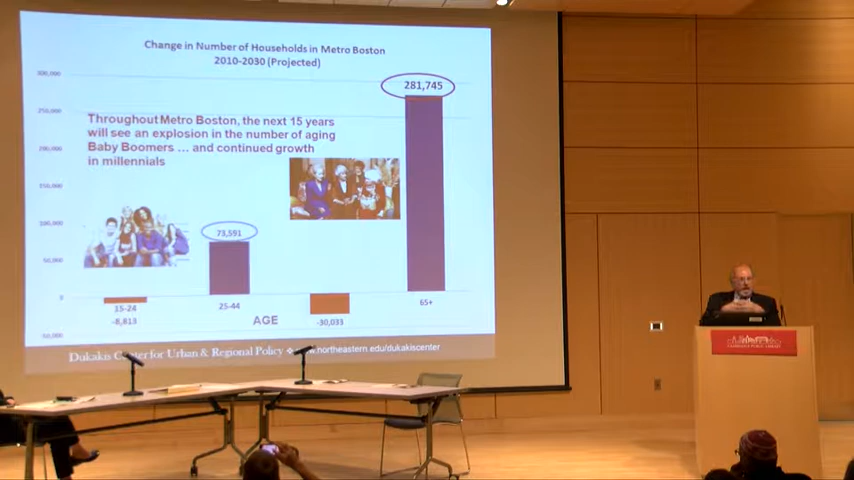 Change in Number of Households in Metro Boston
2010-2030 (Projected)
300,000
281,745
250,000
Throughout Metro Boston, the next 15 years
will see an explosion in the number of aging
Baby Boomers ... and continued growth
in millennials
200,000
150,000
100,000
73,591
50,000
0
15-24
25-44
65+
-8,813
AGE
-30,033
50,000
Dukakis Center for Urban & Regional Policy
.northeastern.edu/dukakiscenter
CAMBRIDGE PUBLIC LIBRARY